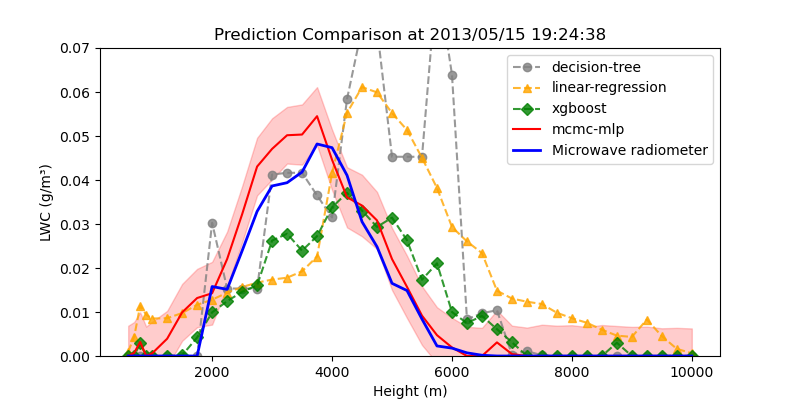 Prediction Comparison at 2013/05/15 19:24:38
0.07
0.06
0.05
0.04
0.03
0.02
0.01
0.00
LWC (g/m³)
decision-tree
linear-regression
xgboost
mcmc-mlp
Microwave radiometer
2000 4000 6000 8000 10000
Height (m)